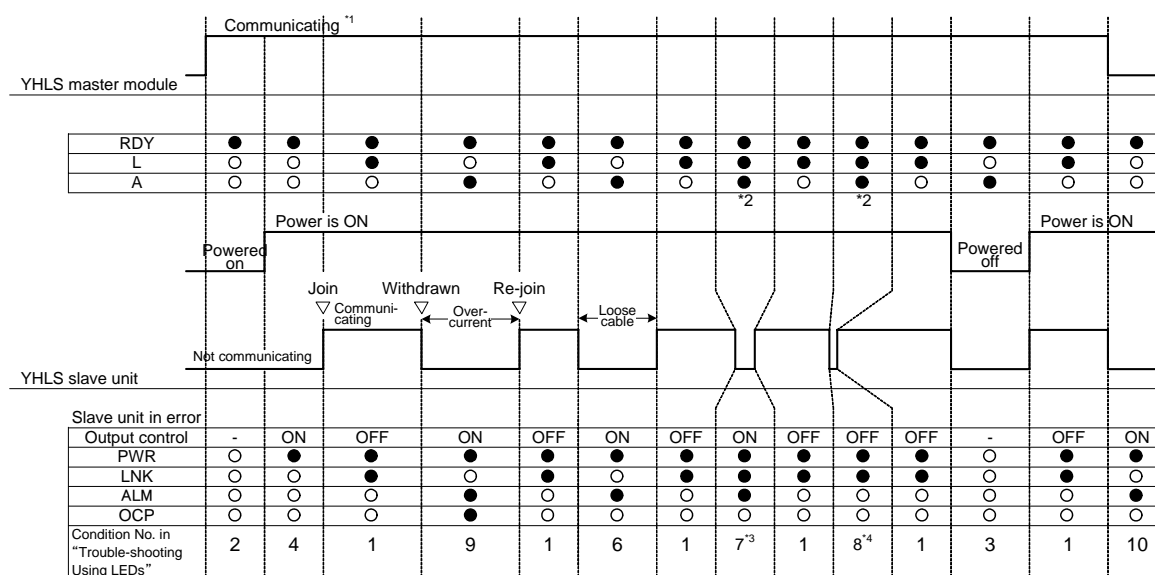 Communicating *1
YHLS master module
RDY ● ● ● ● ● ● ● ● ● ● ● ● ● ●
L ○ ○ ● ○ ● ○ ● ● ● ● ● ○ ● ○
A ○ ○ ○ ● ○ ● ○ ● ○ ● ○ ● ○ ○
*2 *2
Power is ON Power is ON
Powered on
Powered off
Join Withdrawn Re-join
▽ Communi-cating ▽ Over-current ▽ Loose cable
Not communicating
YHLS slave unit
Slave unit in error
Output control - ON OFF ON OFF ON OFF ON OFF OFF OFF - OFF ON
PWR ○ ● ● ● ● ● ● ● ● ● ● ○ ● ●
LNK ○ ○ ● ○ ● ○ ● ● ● ● ● ○ ● ○
ALM ○ ○ ○ ● ○ ● ○ ● ○ ○ ○ ○ ○ ●
OCP ○ ○ ○ ● ○ ○ ○ ○ ○ ○ ○ ○ ○ ○
Condition No. in
“Trouble-shooting
Using LEDs”
2 4 1 9 1 6 1 7*3 1 8*4 1 3 1 10